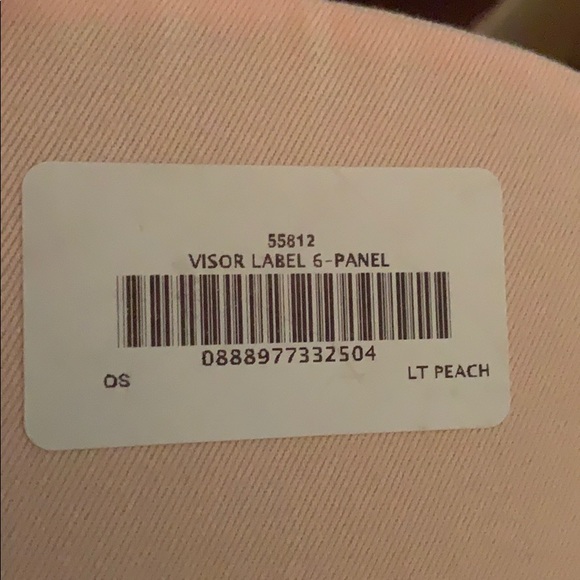 55812
VISOR LABEL 6-PANEL
0888977332504
OS
LT PEACH